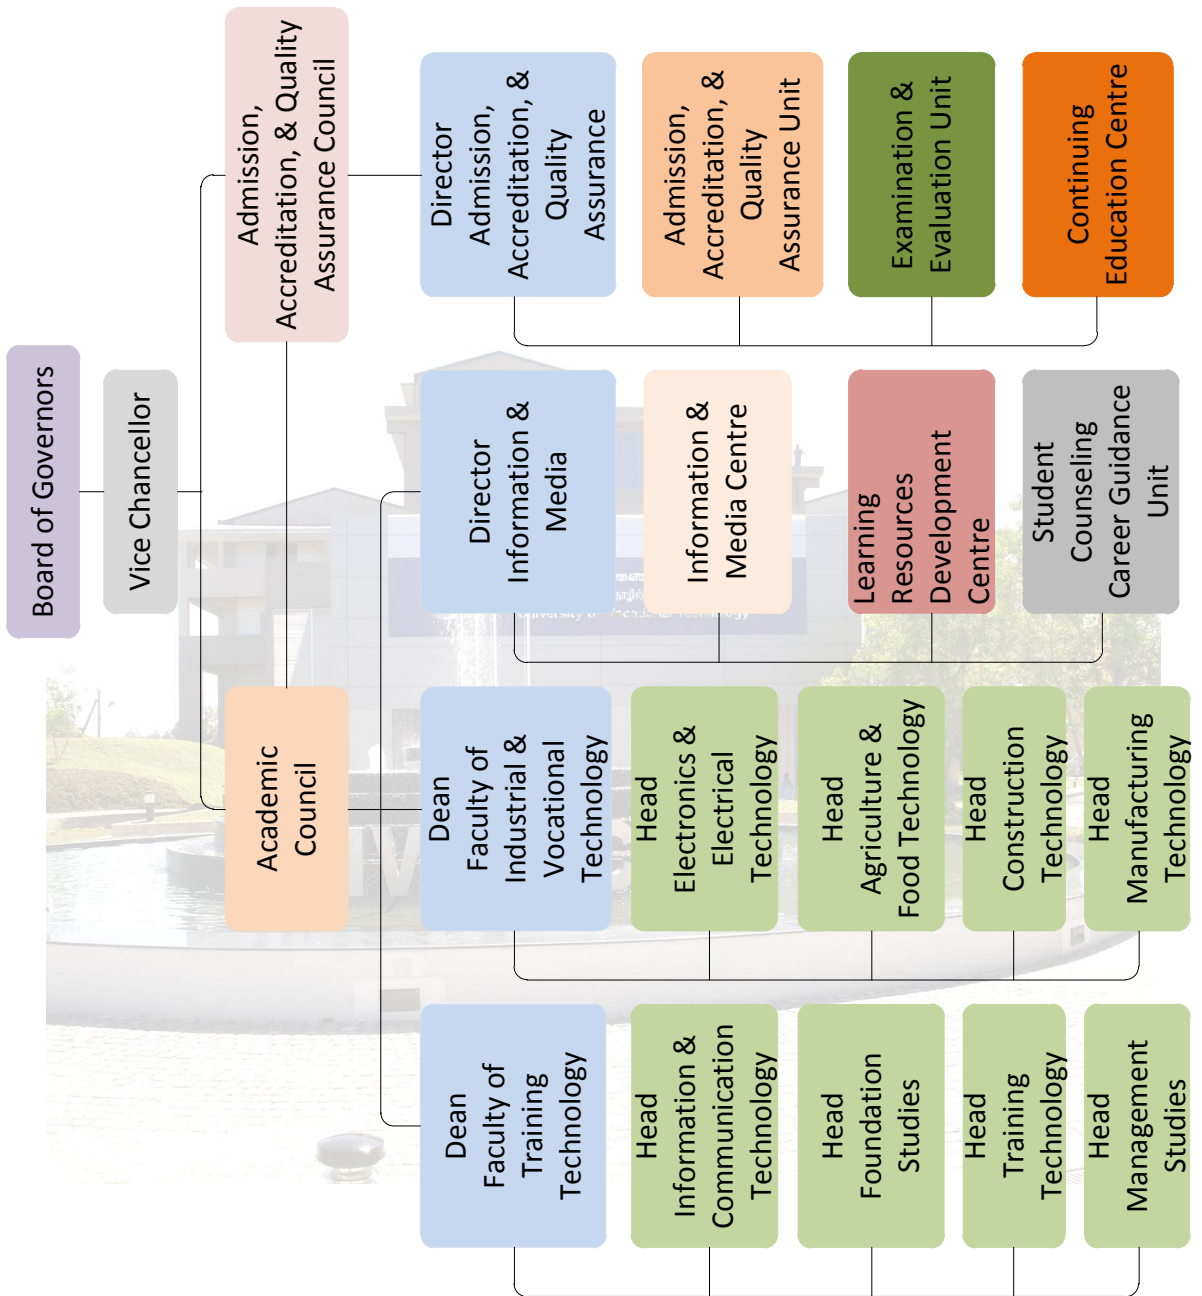 Board of Governors
Vice Chancellor
Academic
Council
Admission,
Accreditation, & Quality
Assurance Council
Dean
Faculty of
Training
Technology
Head
Information &
Communication
Technology
Head
Foundation
Studies
Head
Training
Technology
Head
Management
Studies
Dean
Faculty of
Industrial &
Vocational
Technology
Head
Electronics &
Electrical
Technology
Head
Agriculture &
Food Technology
Head
Construction
Technology
Head
Manufacturing
Technology
Director
Information &
Media
Information &
Media Centre
Learning
Resources
Development
Centre
Student
Counseling
Career Guidance
Unit
Director
Admission,
Accreditation, &
Quality
Assurance
Admission,
Accreditation, &
Quality
Assurance Unit
Examination &
Evaluation Unit
Continuing
Education Centre